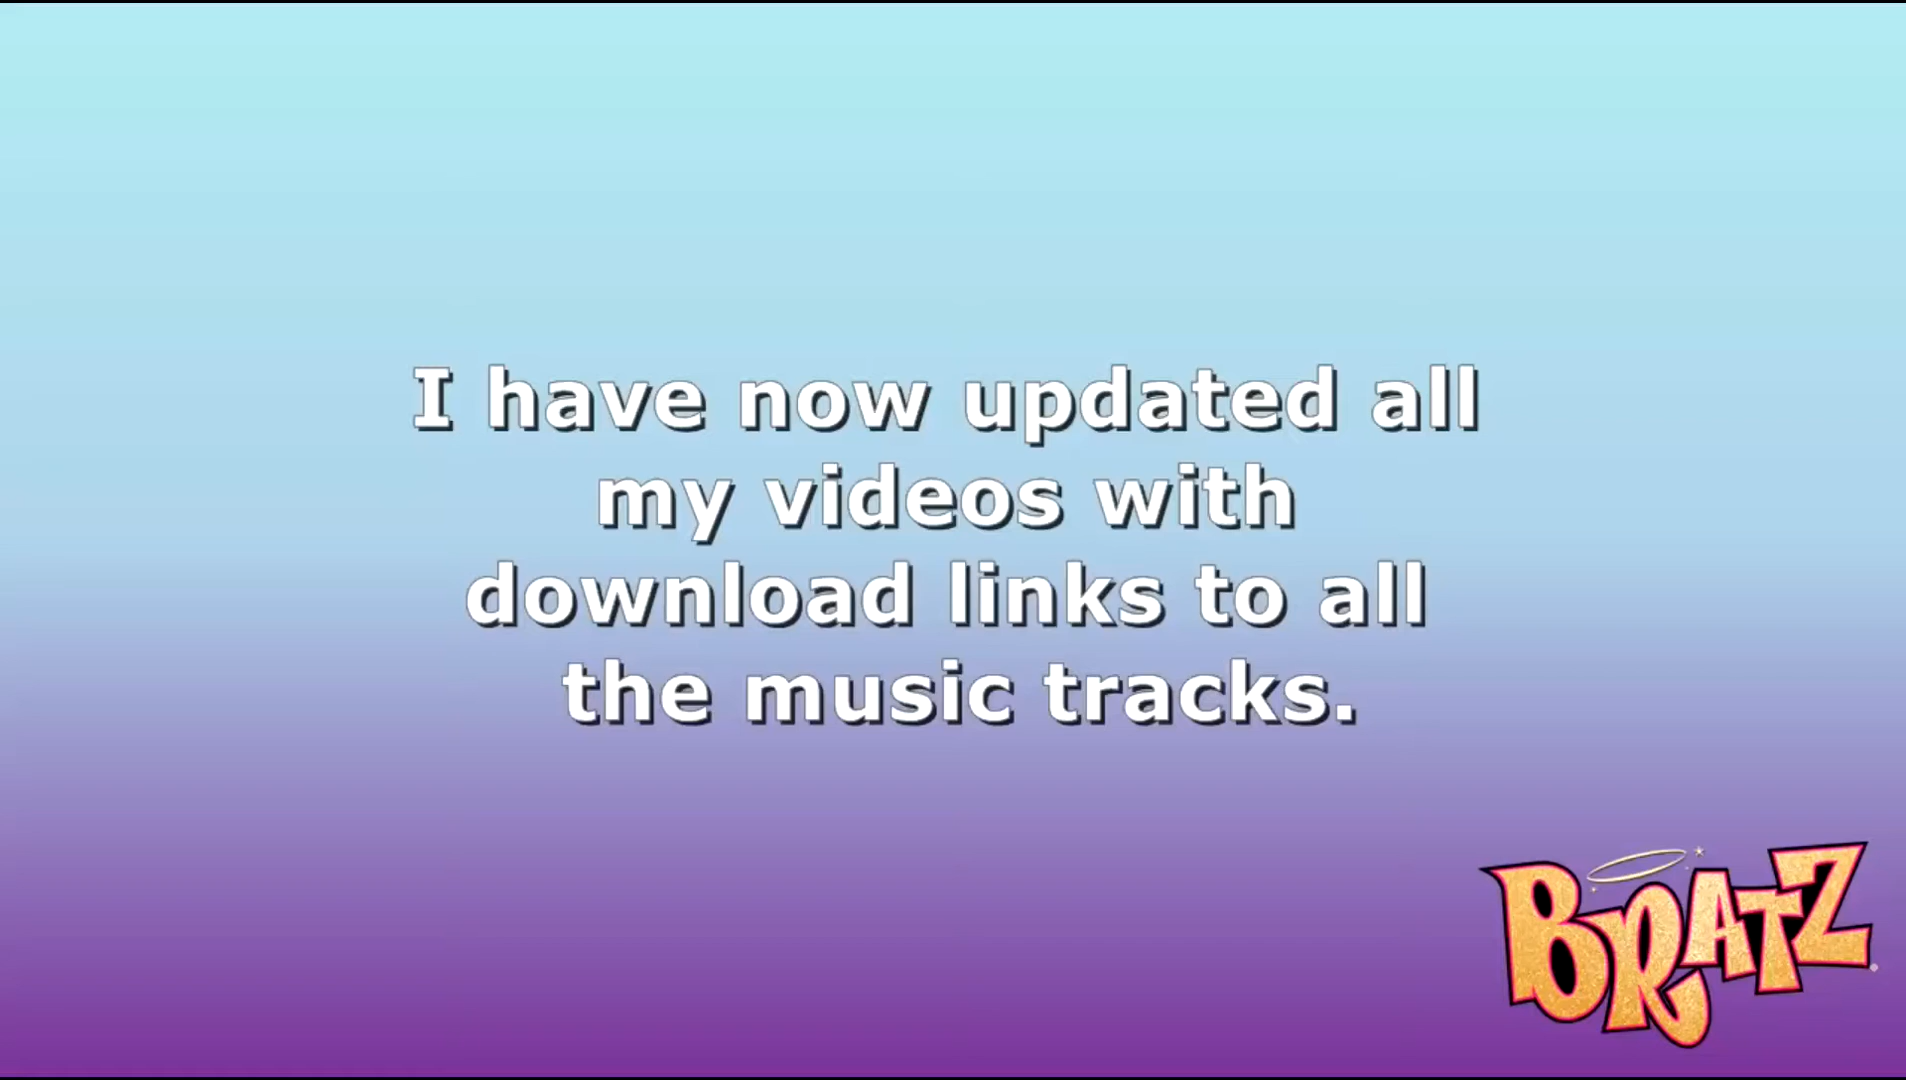 I have now updated all
my videos with
download links to all
the music tracks.
BRATZ